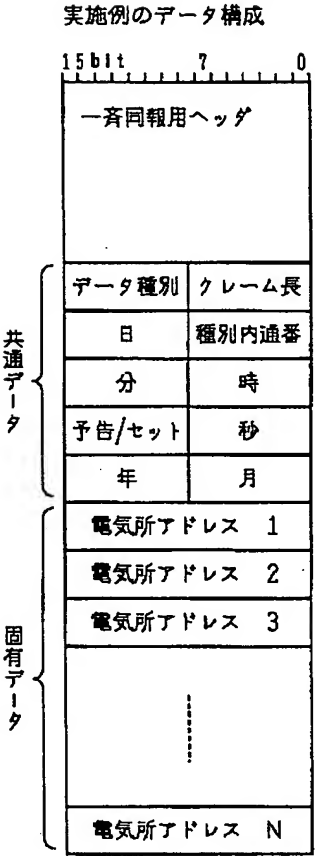 実施例のデータ構成
15bit 7 0
一斉同報用ヘッダ
データ種別 クレーム長
日 種別内通番
分 時
予告/セット 秒
年 月
共通データ
電気所アドレス 1
電気所アドレス 2
電気所アドレス 3
固有データ
電気所アドレス N